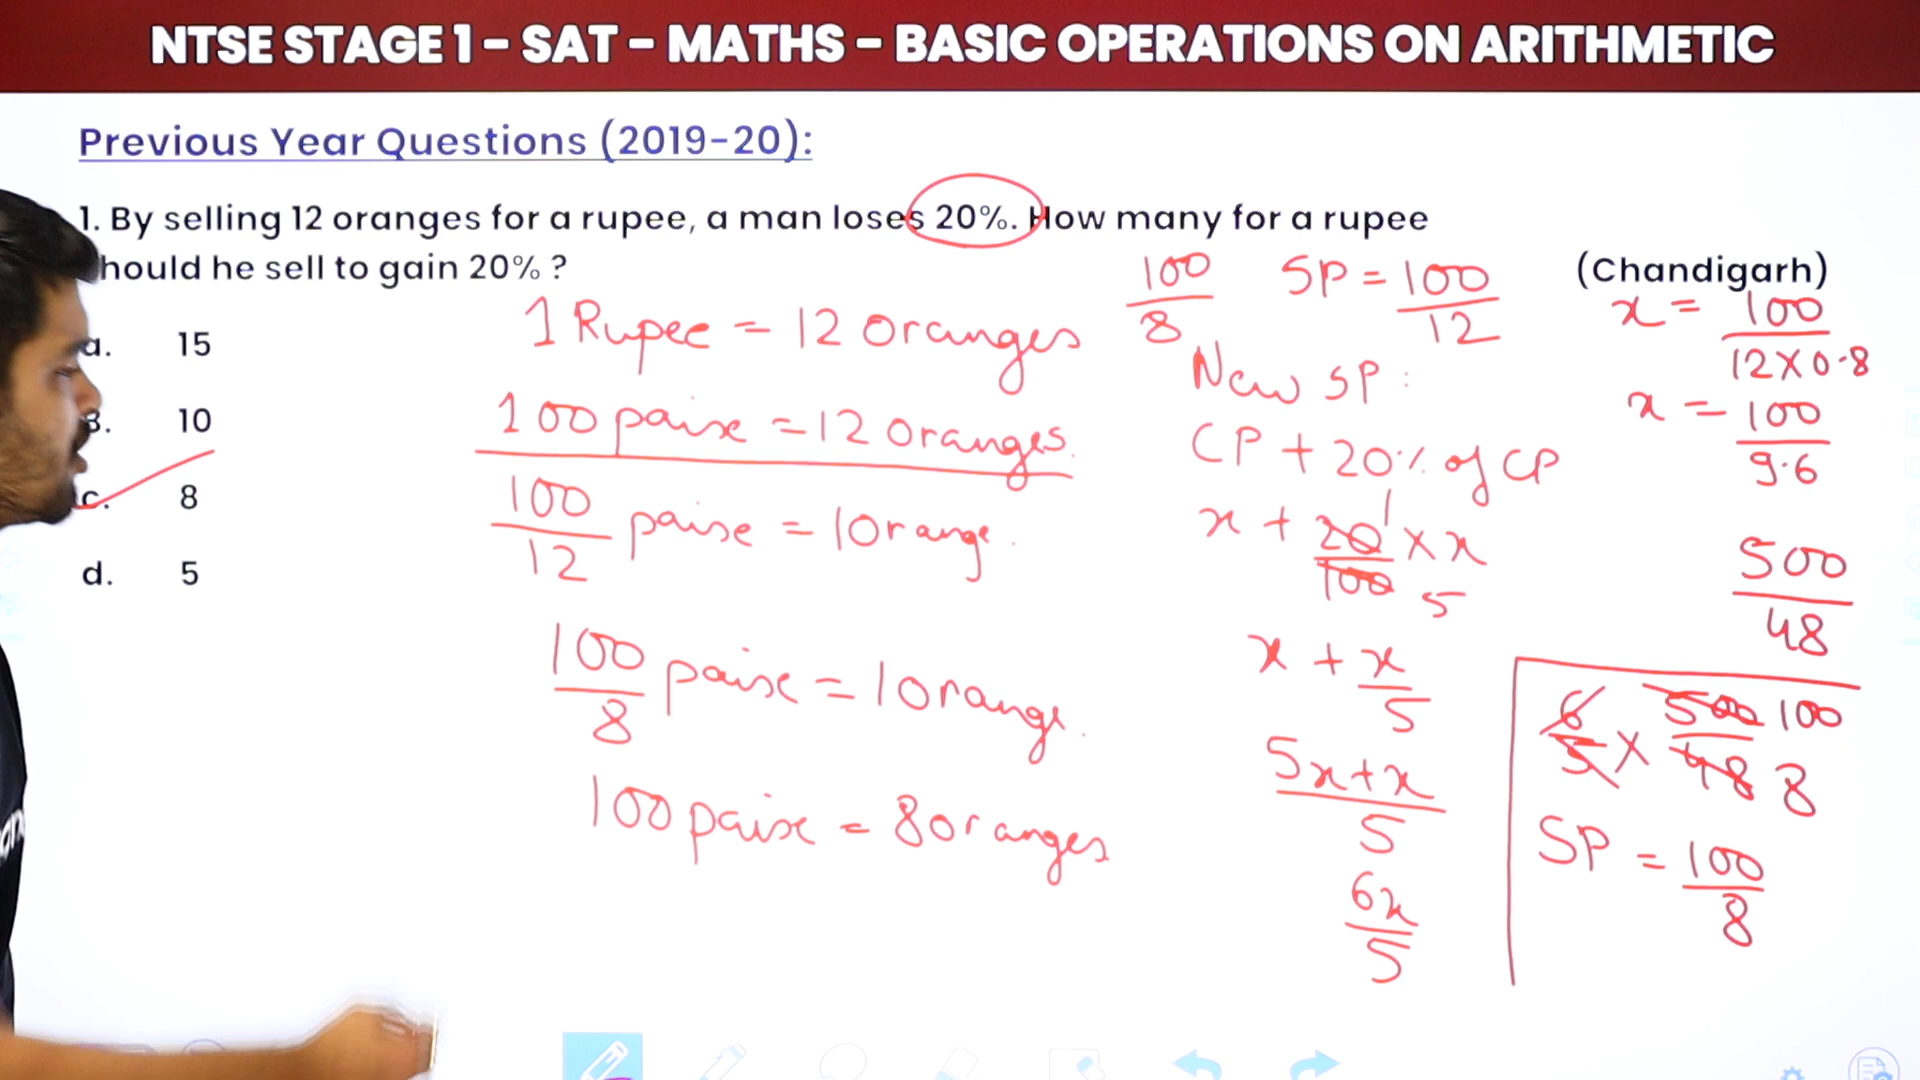 NTSE STAGE 1 – SAT – MATHS – BASIC OPERATIONS ON ARITHMETIC
Previous Year Questions (2019-20):
1. By selling 12 oranges for a rupee, a man loses 20%. How many for a rupee
hould he sell to gain 20% ?
(Chandigarh)
a. 15
B. 10
c. 8
d. 5
1 Rupee = 12 oranges
100 paise = 12 oranges.
100/12 paise = 1 orange.
100/8 paise = 1 orange.
100 paise = 8 oranges
100/8
SP = 100/12
New SP :
CP + 20% of CP
x + 20/100 × x
1
5
x + x/5
5x+x/5
6x/5
x = 100/12×0.8
x = 100/9.6
500/48
6/5 × 500/48 100 8
SP = 100/8